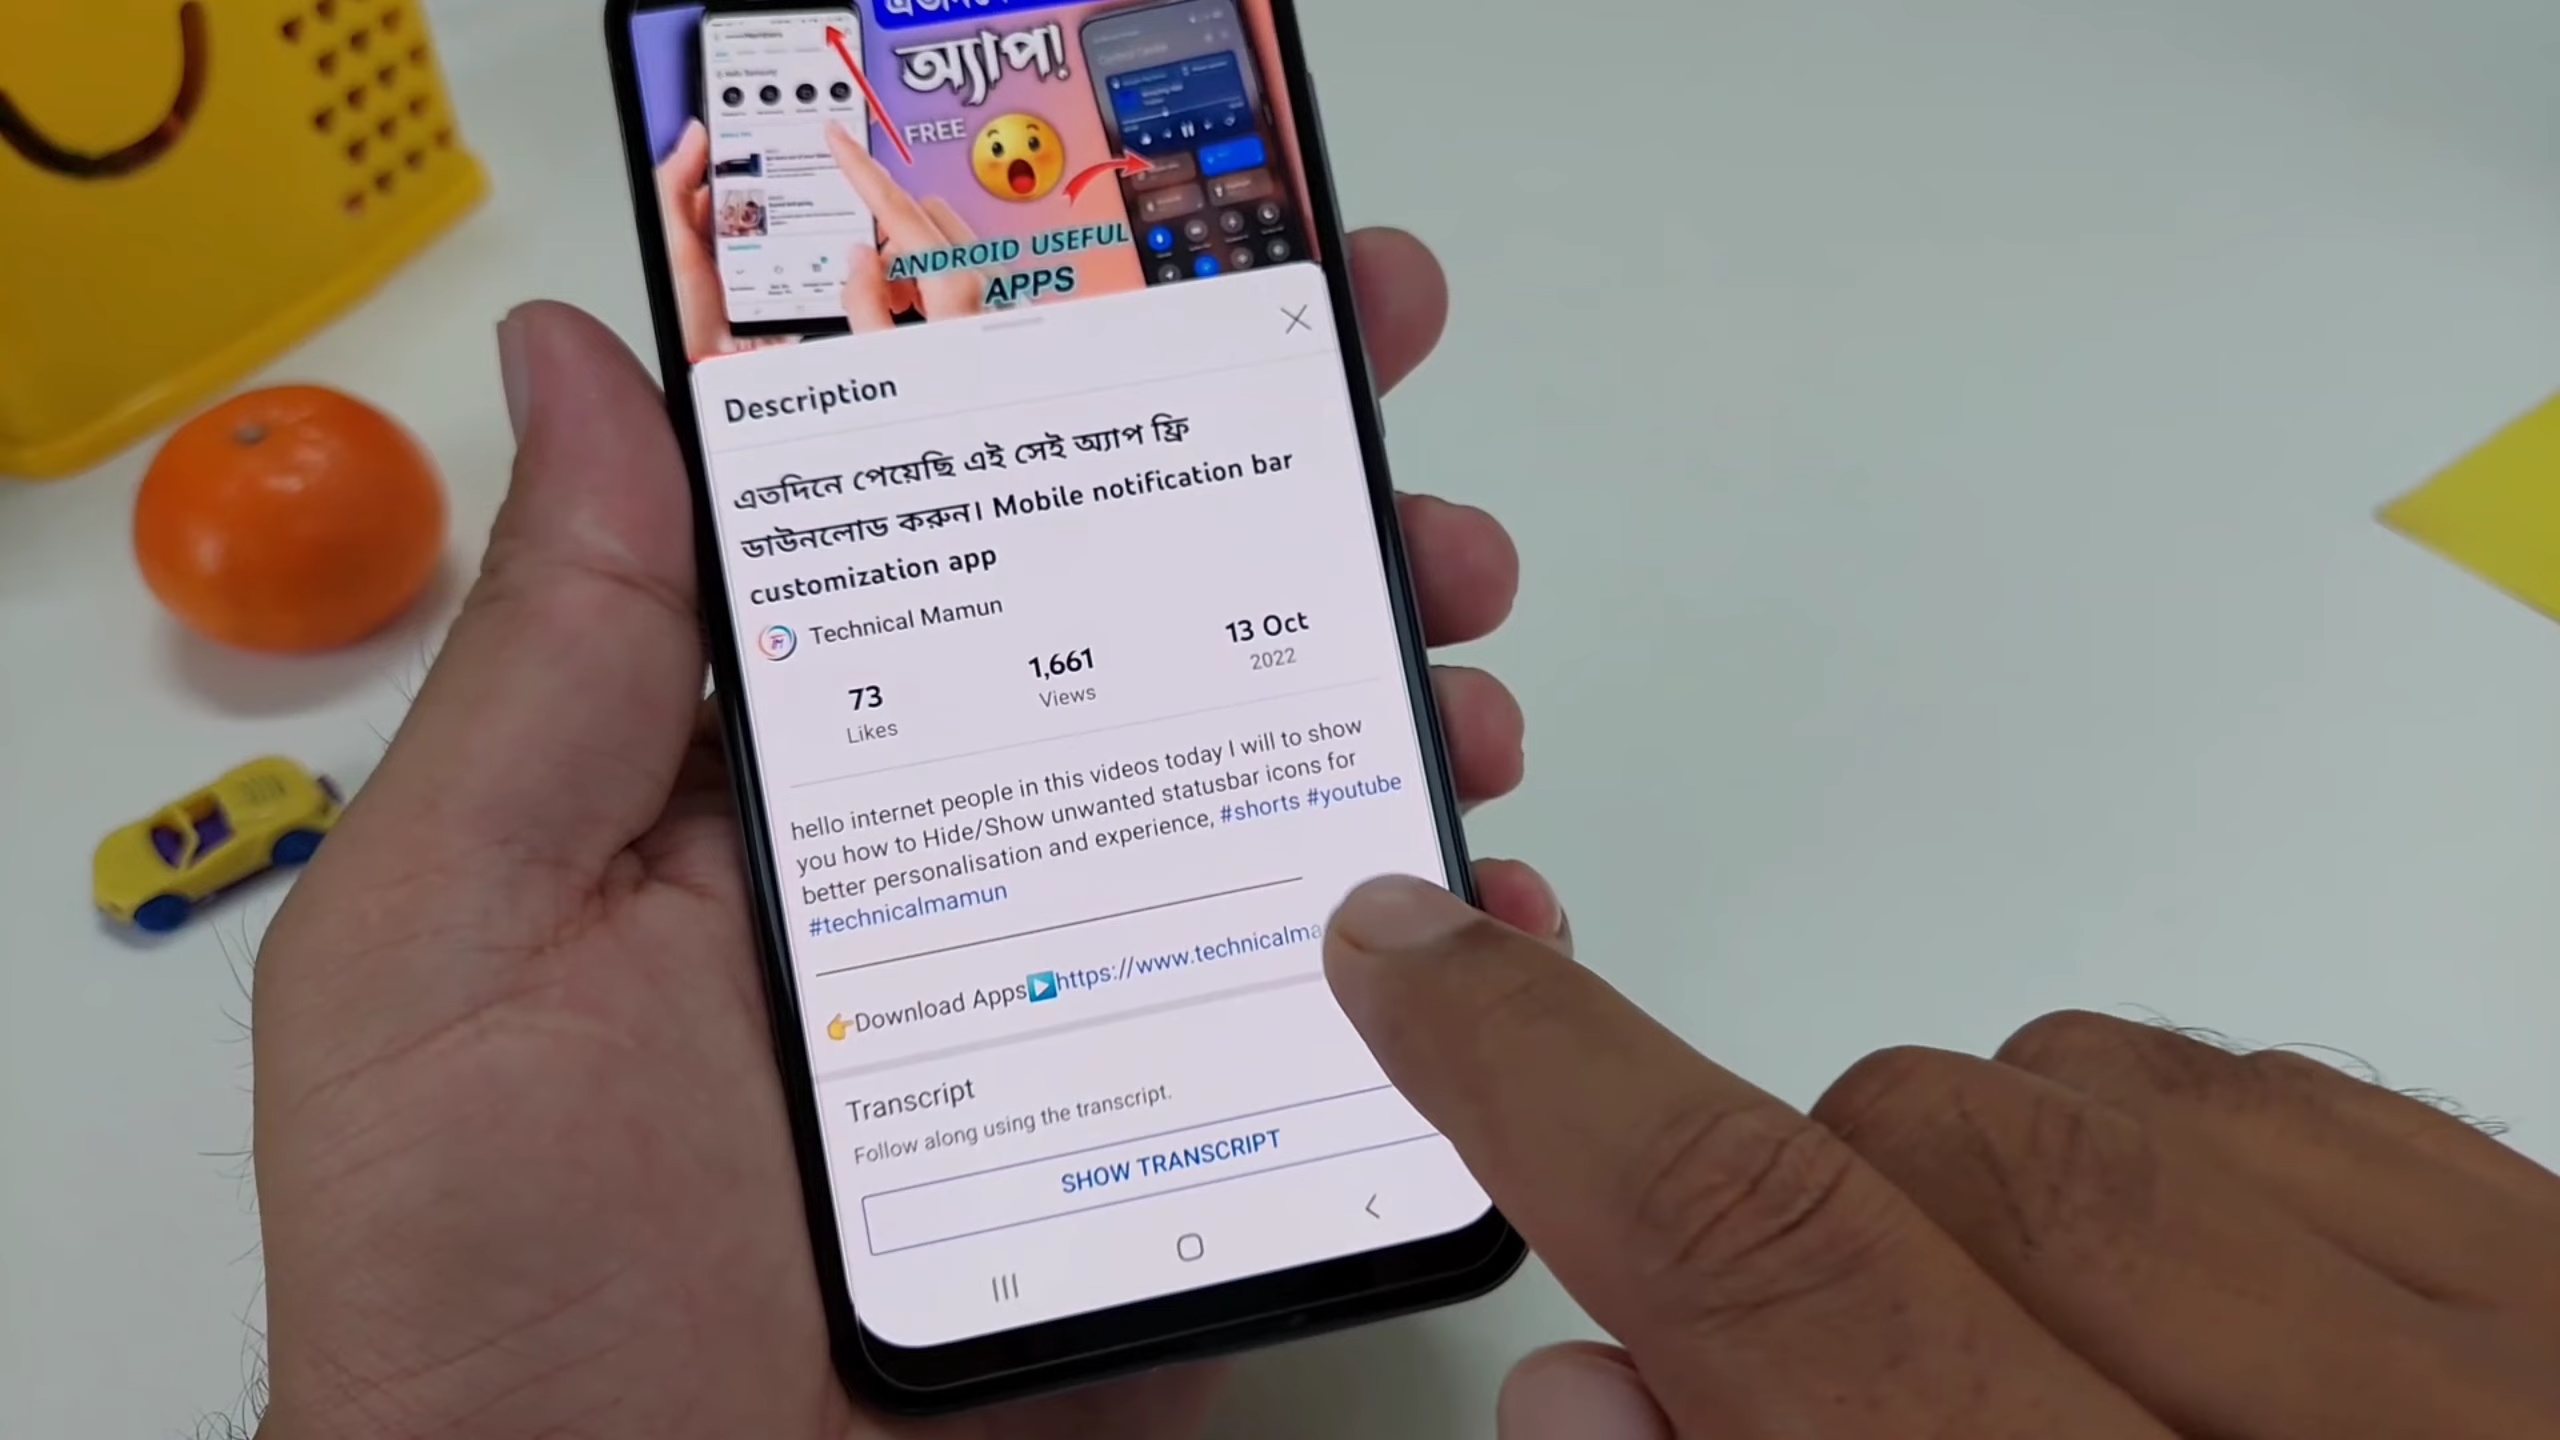 অ্যাপ!
FREE
ANDROID USEFUL
APPS
Description
এতদিনে পেয়েছি এই সেই অ্যাপ ফ্রি
ডাউনলোড করুন। Mobile notification bar
customization app
Technical Mamun
73
Likes
1,661
Views
13 Oct
2022
hello internet people in this videos today I will to show
you how to Hide/Show unwanted statusbar icons for
better personalisation and experience, #shorts #youtube
#technicalmamun
👉Download Apps▶️https://www.technicalma
Transcript
Follow along using the transcript.
SHOW TRANSCRIPT